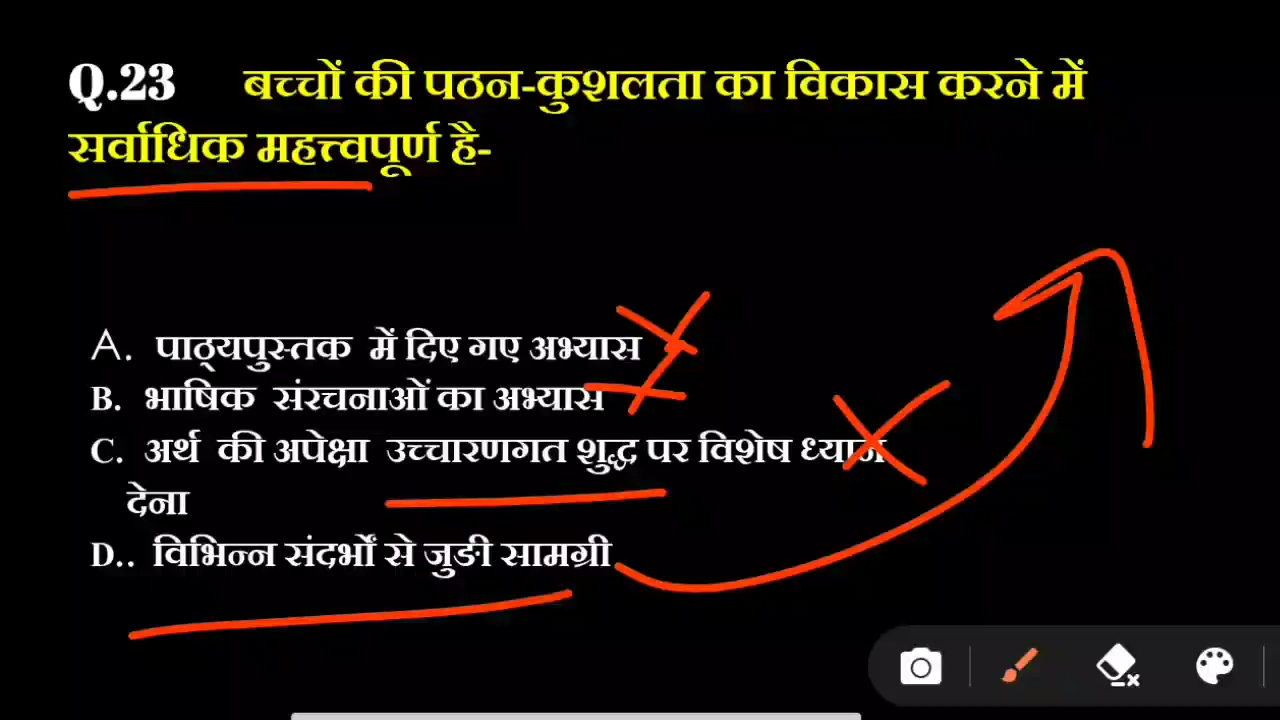 Q.23 बच्चों की पठन-कुशलता का विकास करने में
सर्वाधिक महत्त्वपूर्ण है-
A. पाठ्यपुस्तक में दिए गए अभ्यास
B. भाषिक संरचनाओं का अभ्यास
C. अर्थ की अपेक्षा उच्चारणगत शुद्ध पर विशेष ध्यान
देना
D.. विभिन्न संदर्भों से जुङी सामग्री